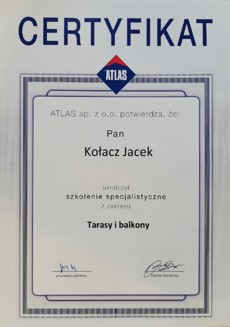 CERTYFIKAT
ATLAS
ATLAS sp. z o.o. potwierdza, że:
Pan
Kołacz Jacek
ukończył
szkolenie specjalistyczne
z zakresu
Tarasy i balkony